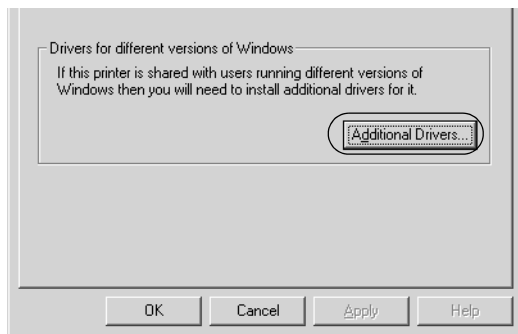 Drivers for different versions of Windows
If this printer is shared with users running different versions of
Windows then you will need to install additional drivers for it.
Additional Drivers...
OK Cancel Apply Help